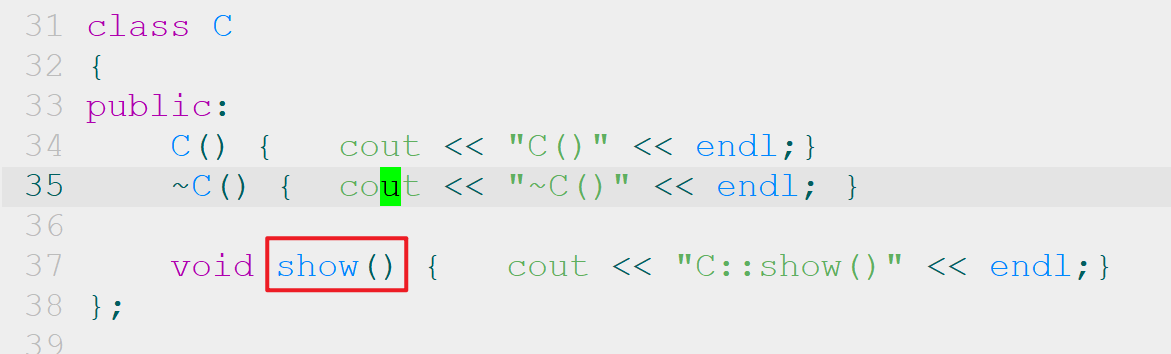 31 class C
32 {
33 public:
34     C() {   cout << "C()" << endl;}
35     ~C() {  cout << "~C()" << endl; }
36
37     void show() {   cout << "C::show()" << endl;}
38 };
39